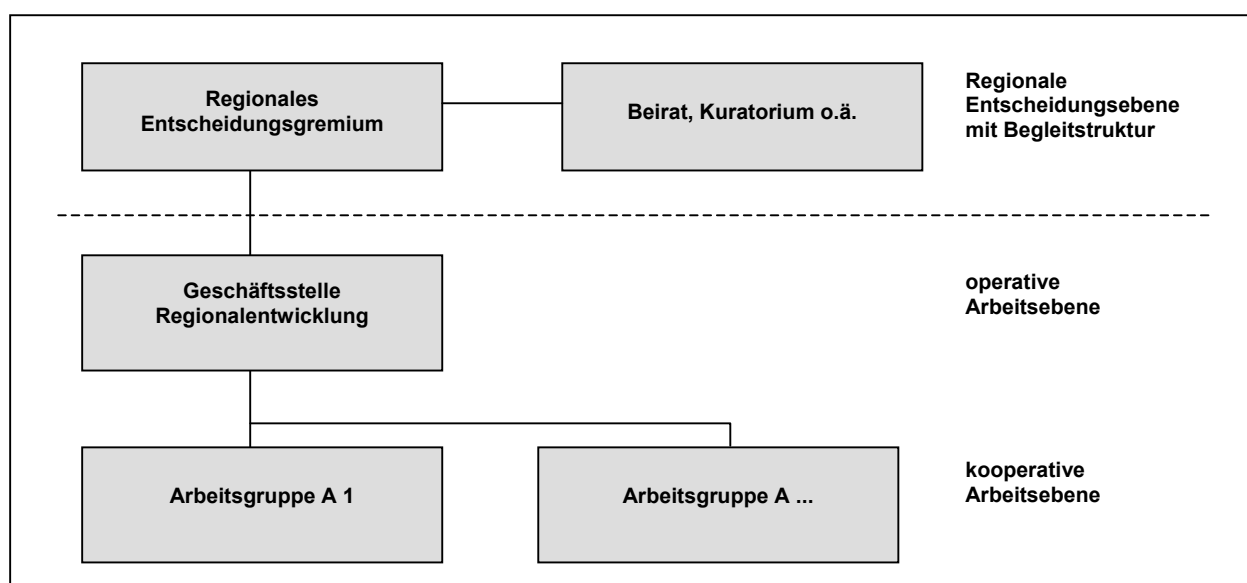 Regionales
Entscheidungsgremium
Beirat, Kuratorium o.ä.
Regionale
Entscheidungsebene
mit Begleitstruktur
Geschäftsstelle
Regionalentwicklung
operative
Arbeitsebene
Arbeitsgruppe A 1
Arbeitsgruppe A ...
kooperative
Arbeitsebene